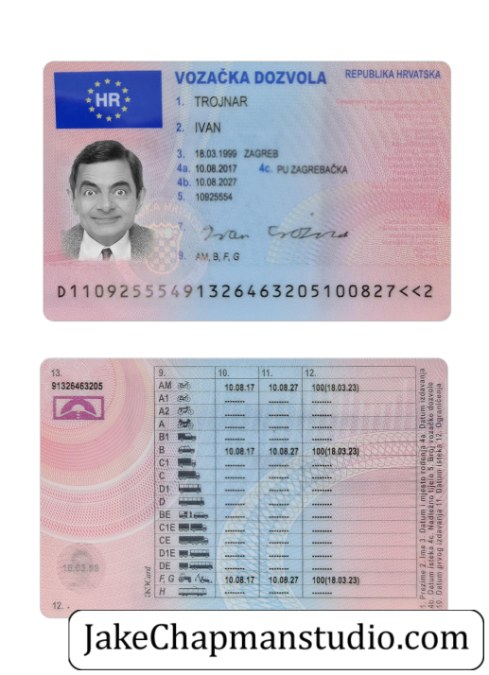 HR
VOZAČKA DOZVOLA
REPUBLIKA HRVATSKA
1. TROJNAR
2. IVAN
3. 18.03.1999 ZAGREB
4a. 10.08.2017 4c. PU ZAGREBAČKA
4b. 10.08.2027
5. 10925554
7. Ivan Trojnar
9. AM, B, F, G
D11092555491326463205100827<<2
13.
91326463205
9. 10. 11. 12.
AM 10.08.17 10.08.27 100(18.03.23)
A1
A2
A
B1
B 10.08.17 10.08.27 100(18.03.23)
C1
C
D1
D
BE
C1E
CE
D1E
DE
F, G 10.08.17 10.08.27 100(18.03.23)
H
18.03.99
12.
1. Prezime 2. Ime 3. Datum i mjesto rođenja 4a. Datum izdavanja
4b. Datum isteka 4c. Nadležno tijelo 5. Broj vozačke dozvole
10. Datum prvog izdavanja 11. Datum isteka 12. Ograničenja
JakeChapmanstudio.com